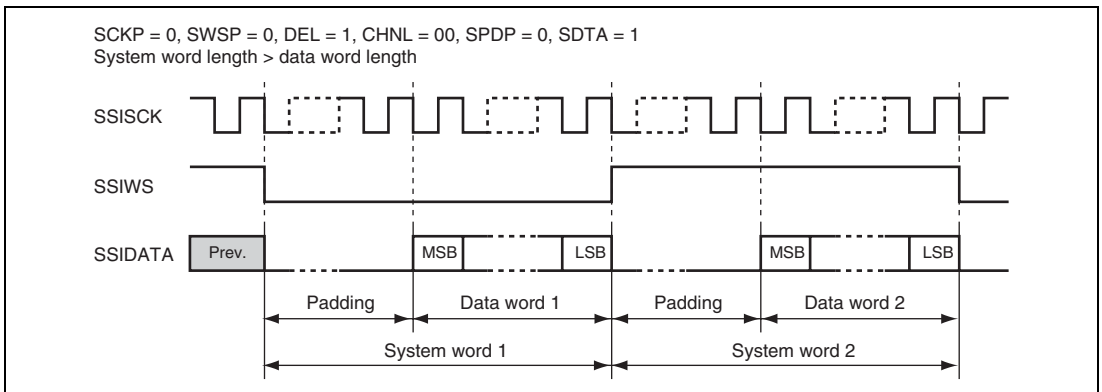 SCKP = 0, SWSP = 0, DEL = 1, CHNL = 00, SPDP = 0, SDTA = 1
System word length > data word length
SSISCK
SSIWS
SSIDATA Prev. MSB LSB MSB LSB
Padding Data word 1 Padding Data word 2
System word 1 System word 2